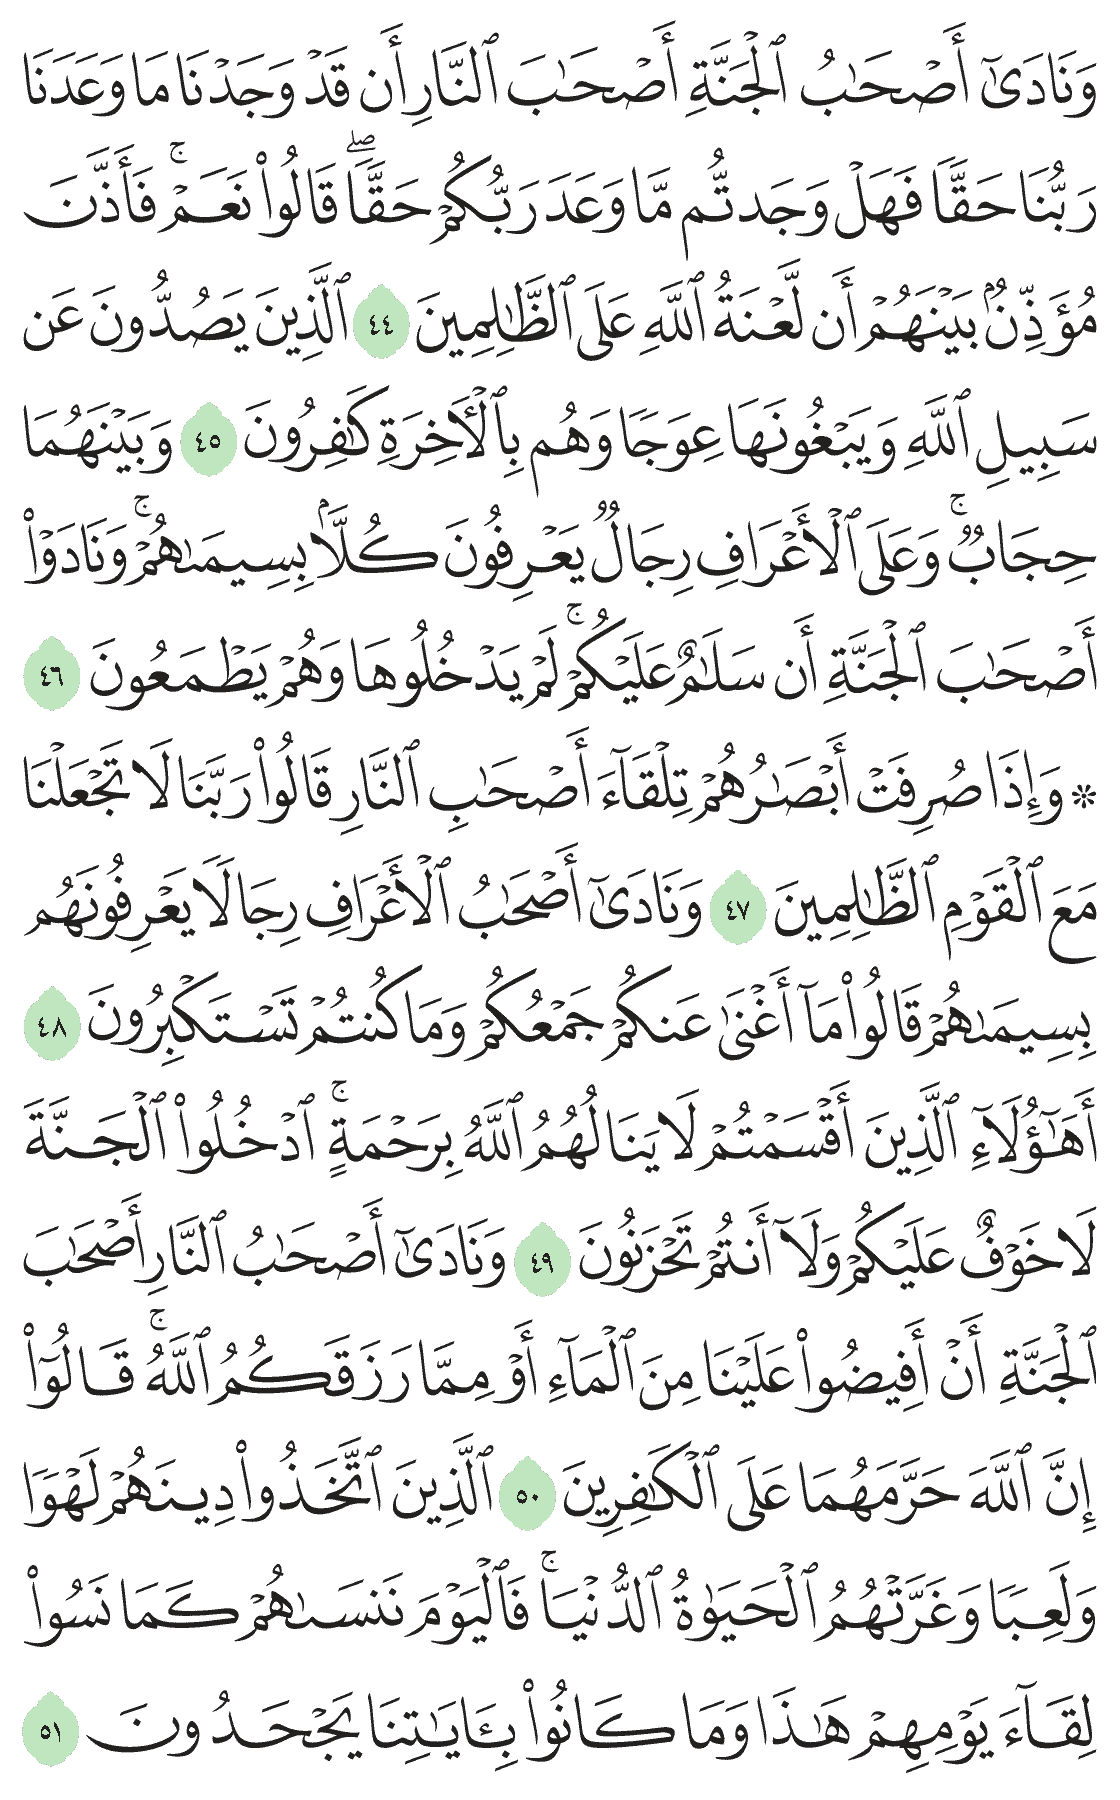 وَنَادَىٰٓ أَصْحَٰبُ ٱلْجَنَّةِ أَصْحَٰبَ ٱلنَّارِ أَن قَدْ وَجَدْنَا مَا وَعَدَنَا
رَبُّنَا حَقًّا فَهَلْ وَجَدتُّم مَّا وَعَدَ رَبُّكُمْ حَقًّا ۖ قَالُوا۟ نَعَمْ ۚ فَأَذَّنَ
مُؤَذِّنٌۢ بَيْنَهُمْ أَن لَّعْنَةُ ٱللَّهِ عَلَى ٱلظَّٰلِمِينَ ٤٤ ٱلَّذِينَ يَصُدُّونَ عَن
سَبِيلِ ٱللَّهِ وَيَبْغُونَهَا عِوَجًا وَهُم بِٱلْأَخِرَةِ كَٰفِرُونَ ٤٥ وَبَيْنَهُمَا
حِجَابٌ ۚ وَعَلَى ٱلْأَعْرَافِ رِجَالٌ يَعْرِفُونَ كُلًّۢا بِسِيمَىٰهُمْ ۚ وَنَادَوْا۟
أَصْحَٰبَ ٱلْجَنَّةِ أَن سَلَٰمٌ عَلَيْكُمْ ۚ لَمْ يَدْخُلُوهَا وَهُمْ يَطْمَعُونَ ٤٦
۞ وَإِذَا صُرِفَتْ أَبْصَٰرُهُمْ تِلْقَآءَ أَصْحَٰبِ ٱلنَّارِ قَالُوا۟ رَبَّنَا لَا تَجْعَلْنَا
مَعَ ٱلْقَوْمِ ٱلظَّٰلِمِينَ ٤٧ وَنَادَىٰٓ أَصْحَٰبُ ٱلْأَعْرَافِ رِجَالًا يَعْرِفُونَهُم
بِسِيمَىٰهُمْ قَالُوا۟ مَآ أَغْنَىٰ عَنكُمْ جَمْعُكُمْ وَمَا كُنتُمْ تَسْتَكْبِرُونَ ٤٨
أَهَٰٓؤُلَآءِ ٱلَّذِينَ أَقْسَمْتُمْ لَا يَنَالُهُمُ ٱللَّهُ بِرَحْمَةٍ ۚ ٱدْخُلُوا۟ ٱلْجَنَّةَ
لَا خَوْفٌ عَلَيْكُمْ وَلَآ أَنتُمْ تَحْزَنُونَ ٤٩ وَنَادَىٰٓ أَصْحَٰبُ ٱلنَّارِ أَصْحَٰبَ
ٱلْجَنَّةِ أَنْ أَفِيضُوا۟ عَلَيْنَا مِنَ ٱلْمَآءِ أَوْ مِمَّا رَزَقَكُمُ ٱللَّهُ ۚ قَالُوٓا۟
إِنَّ ٱللَّهَ حَرَّمَهُمَا عَلَى ٱلْكَٰفِرِينَ ٥٠ ٱلَّذِينَ ٱتَّخَذُوا۟ دِينَهُمْ لَهْوًا
وَلَعِبًا وَغَرَّتْهُمُ ٱلْحَيَوٰةُ ٱلدُّنْيَا ۚ فَٱلْيَوْمَ نَنسَىٰهُمْ كَمَا نَسُوا۟
لِقَآءَ يَوْمِهِمْ هَٰذَا وَمَا كَانُوا۟ بِـَٔايَٰتِنَا يَجْحَدُونَ ٥١